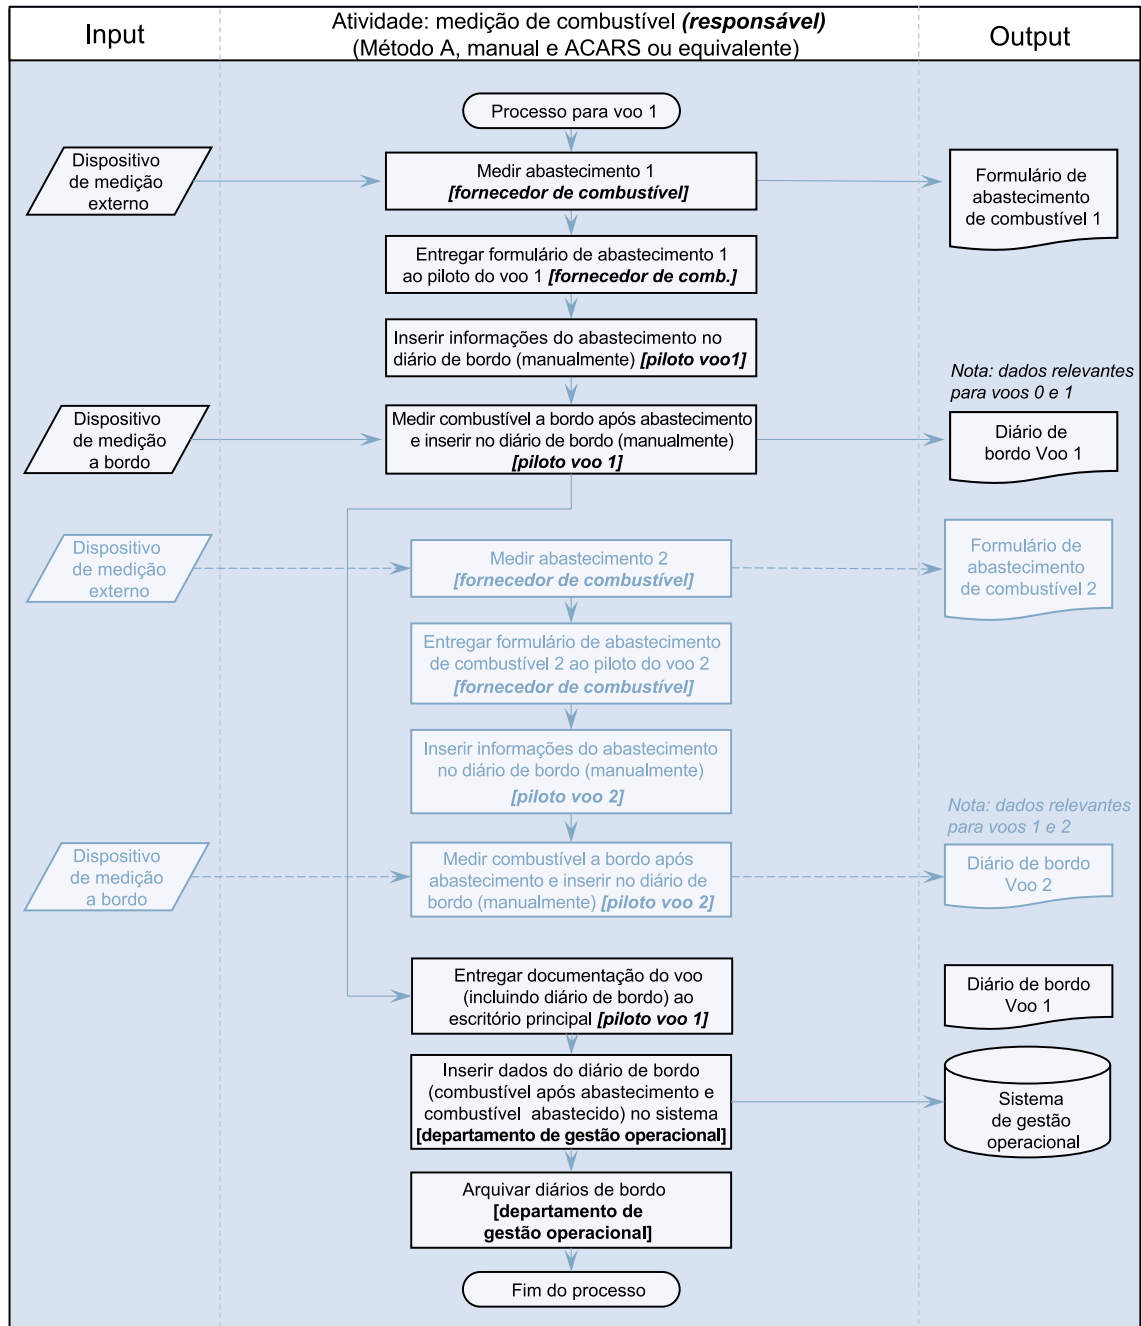 Input
Atividade: medição de combustível (responsável)
(Método A, manual e ACARS ou equivalente)
Output
Processo para voo 1
Dispositivo
de medição
externo
Medir abastecimento 1
[fornecedor de combustível]
Formulário de
abastecimento
de combustível 1
Entregar formulário de abastecimento 1
ao piloto do voo 1 [fornecedor de comb.]
Inserir informações do abastecimento no
diário de bordo (manualmente) [piloto voo1]
Nota: dados relevantes
para voos 0 e 1
Dispositivo
de medição
a bordo
Medir combustível a bordo após abastecimento
e inserir no diário de bordo (manualmente)
[piloto voo 1]
Diário de
bordo Voo 1
Dispositivo
de medição
externo
Medir abastecimento 2
[fornecedor de combustível]
Formulário de
abastecimento
de combustível 2
Entregar formulário de abastecimento
de combustível 2 ao piloto do voo 2
[fornecedor de combustível]
Inserir informações do abastecimento
no diário de bordo (manualmente)
[piloto voo 2]
Nota: dados relevantes
para voos 1 e 2
Dispositivo
de medição
a bordo
Medir combustível a bordo após
abastecimento e inserir no diário de
bordo (manualmente) [piloto voo 2]
Diário de bordo
Voo 2
Entregar documentação do voo
(incluindo diário de bordo) ao
escritório principal [piloto voo 1]
Diário de bordo
Voo 1
Inserir dados do diário de bordo
(combustível após abastecimento e
combustível abastecido) no sistema
[departamento de gestão operacional]
Sistema
de gestão
operacional
Arquivar diários de bordo
[departamento de
gestão operacional]
Fim do processo